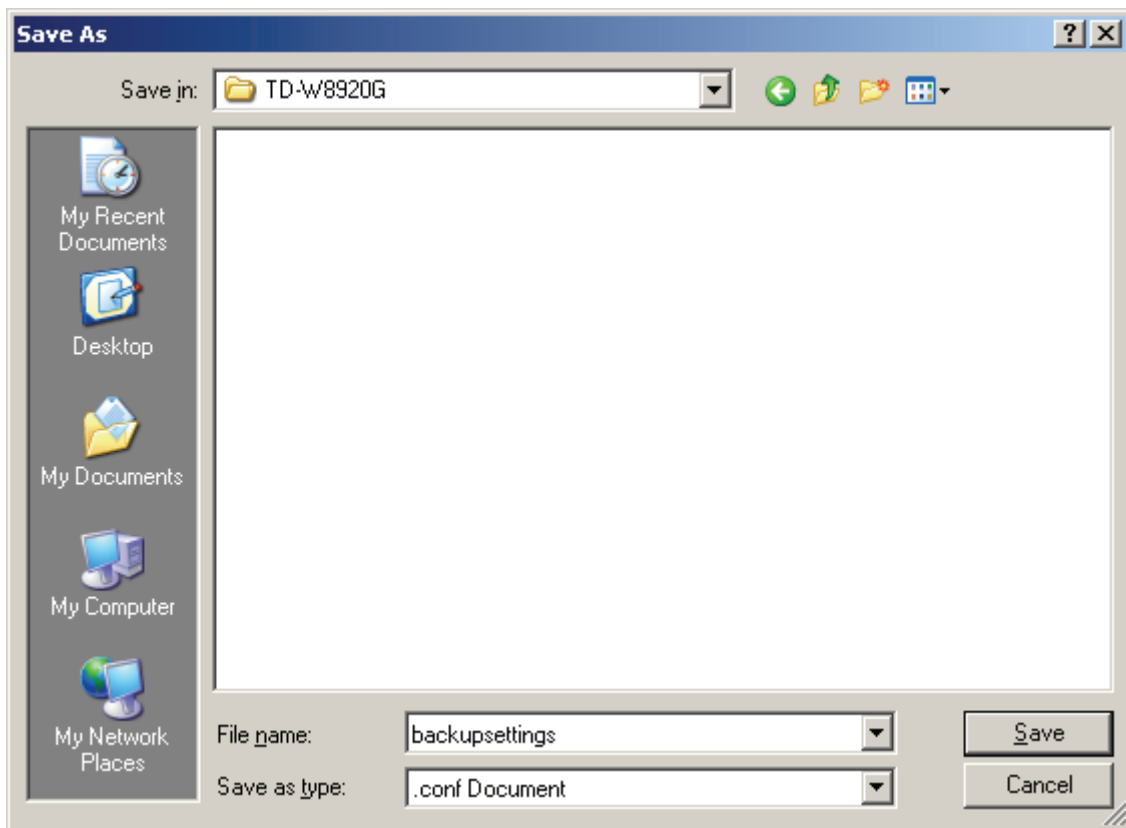 Save As
Save in: TD-W8920G
My Recent
Documents
Desktop
My Documents
My Computer
My Network
Places
File name: backupsettings
Save
Save as type: .conf Document
Cancel